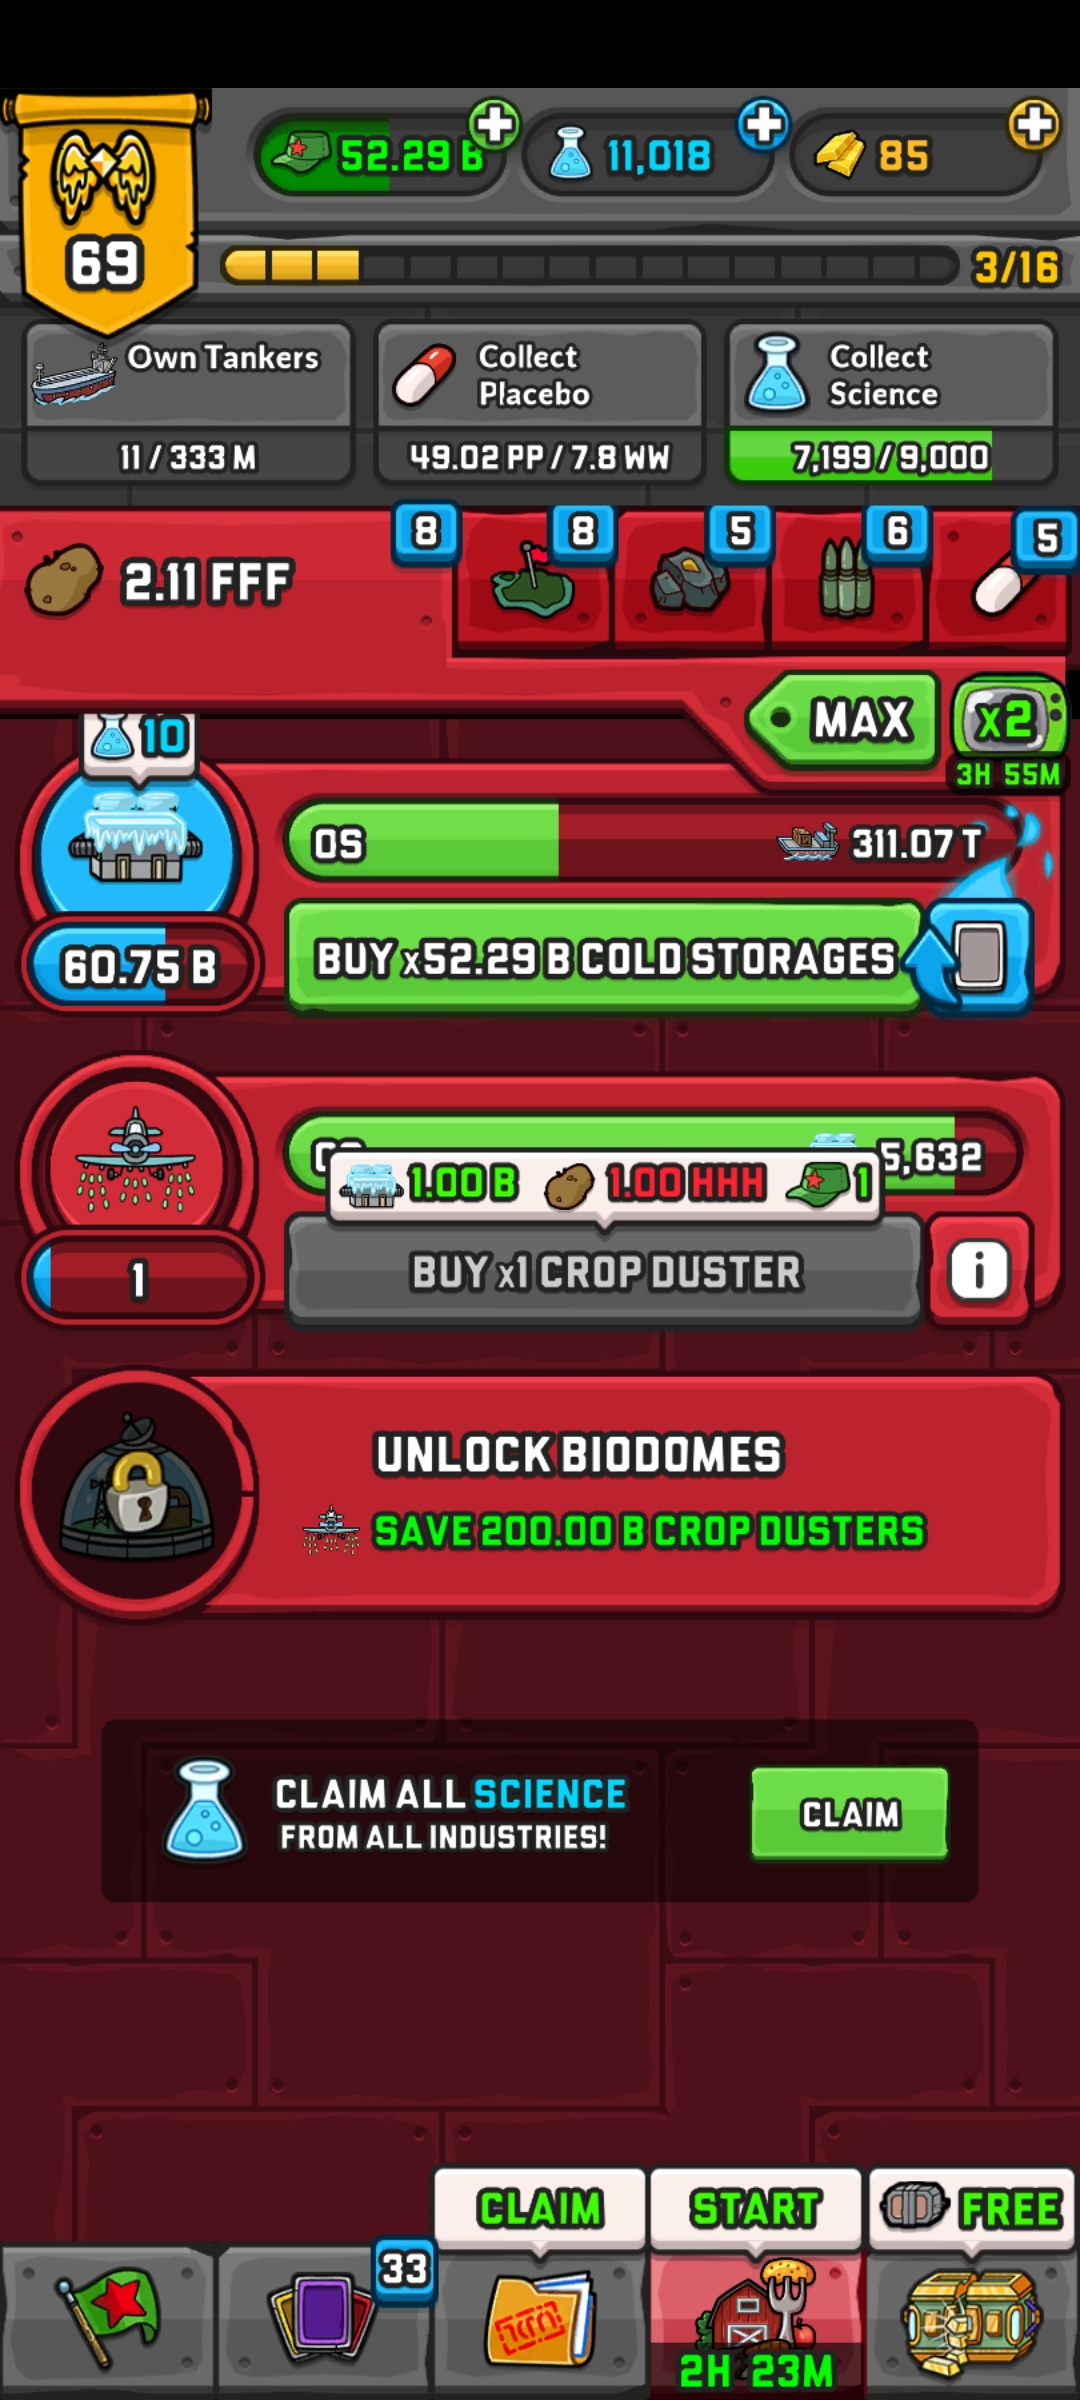 52.29 B
11,018
85
69
3/16
Own Tankers
11 / 333 M
Collect
Placebo
49.02 PP / 7.8 WW
Collect
Science
7,199 / 9,000
2.11 FFF
8
8
5
6
5
MAX
x2
3H 55M
10
0S
311.07 T
60.75 B
BUY x52.29 B COLD STORAGES
5,632
1.00 B
1.00 HHH
1
1
BUY x1 CROP DUSTER
i
UNLOCK BIODOMES
SAVE 200.00 B CROP DUSTERS
CLAIM ALL SCIENCE
FROM ALL INDUSTRIES!
CLAIM
CLAIM
START
FREE
33
2H 23M